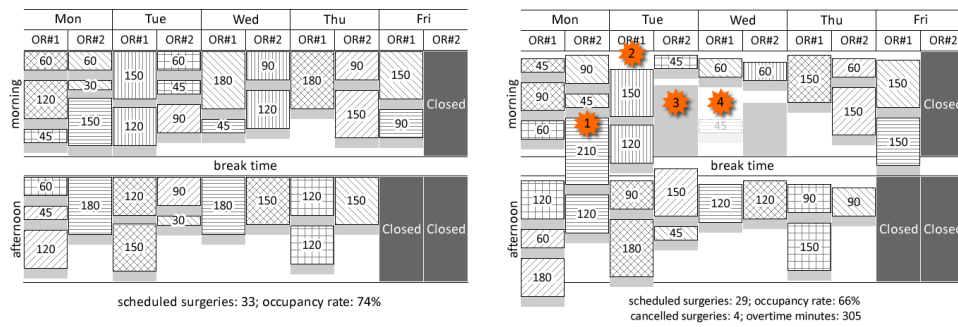 Mon Tue Wed Thu Fri
OR#1 OR#2 OR#1 OR#2 OR#1 OR#2 OR#1 OR#2 OR#1 OR#2
morning
60 60 150 60 180 90 180 90 150 Closed
120 30 45
150 120 90 120 150 90
45 45
break time
afternoon
60 180 120 90 180 150 120 150 Closed Closed
45 30
120 150 120
scheduled surgeries: 33; occupancy rate: 74%
Mon Tue Wed Thu Fri
OR#1 OR#2 OR#1 OR#2 OR#1 OR#2 OR#1 OR#2 OR#1 OR#2
morning
2
45 90 150 45 60 60 150 60 150 Closed
90 45 3 4 150
60 1 120 45 150
210
break time
afternoon
120 120 90 150 120 120 90 90 Closed Close
60 180 45 150
180
scheduled surgeries: 29; occupancy rate: 66%
cancelled surgeries: 4; overtime minutes: 305